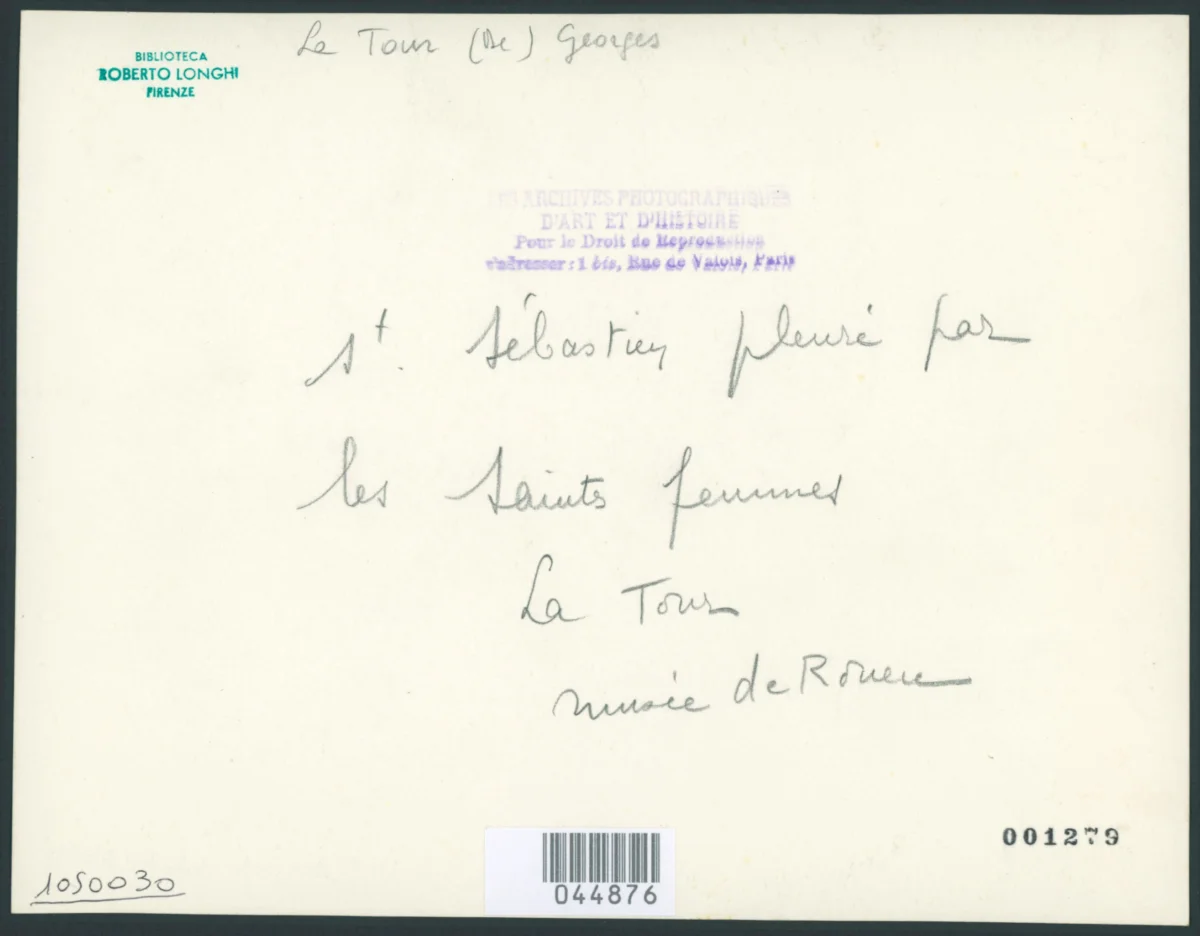 La Tour (De) Georges
BIBLIOTECA
ROBERTO LONGHI
FIRENZE
LES ARCHIVES PHOTOGRAPHIQUES
D'ART ET D'HISTOIRE
Pour le Droit de Reproduction
s'adresser : 1 bis, Rue de Valois, Paris
St. Sébastien pleuré par
les Saints femmes
La Tour
musée de Rouen
001279
044876
1050030